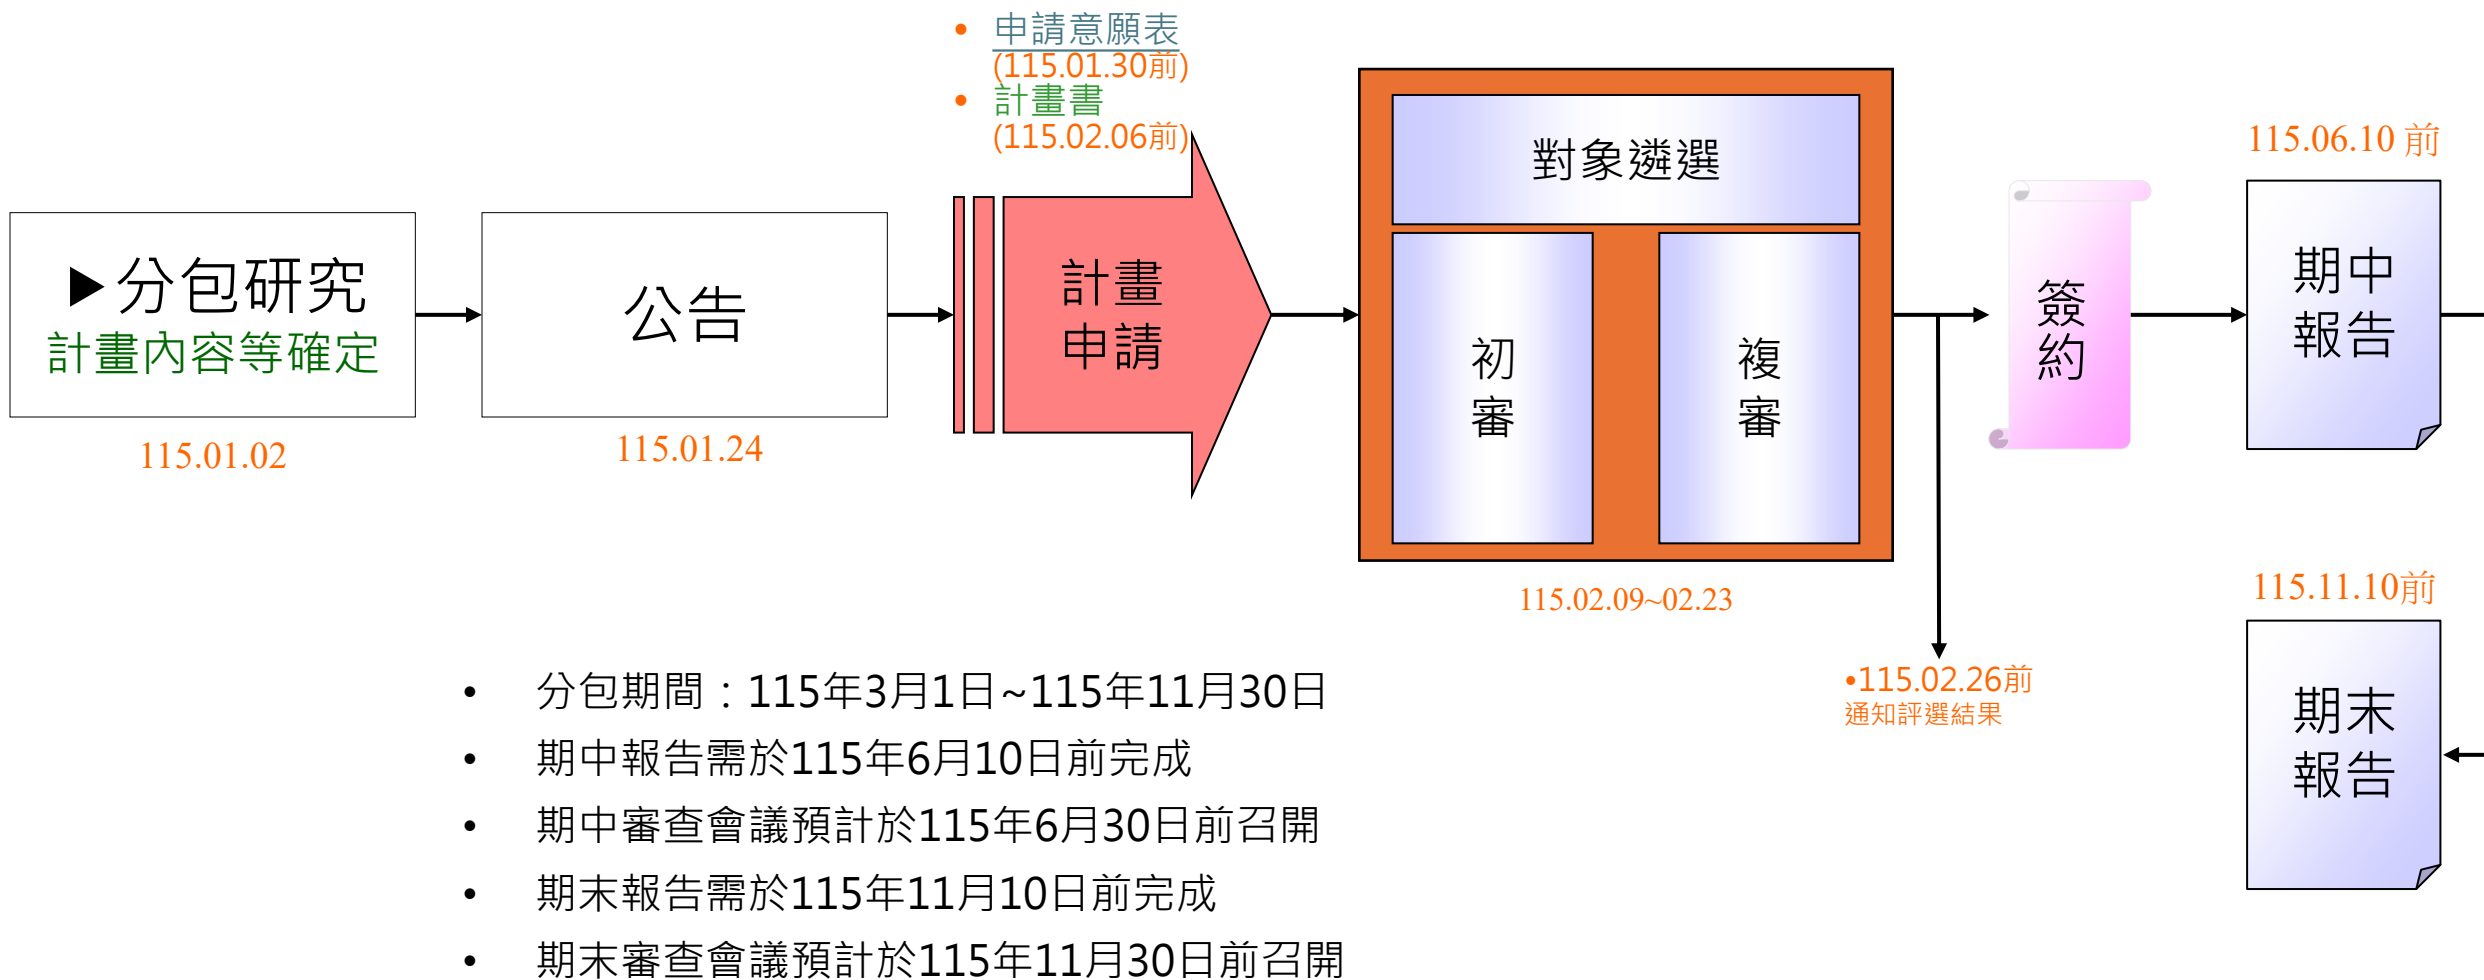 ▶分包研究
計畫內容等確定
115.01.02
公告
115.01.24
• 申請意願表
(115.01.30前)
• 計畫書
(115.02.06前)
計畫
申請
對象遴選
初
審
複
審
115.02.09~02.23
•115.02.26前
通知評選結果
簽
約
115.06.10 前
期中
報告
115.11.10前
期末
報告
• 分包期間：115年3月1日~115年11月30日
• 期中報告需於115年6月10日前完成
• 期中審查會議預計於115年6月30日前召開
• 期末報告需於115年11月10日前完成
• 期末審查會議預計於115年11月30日前召開